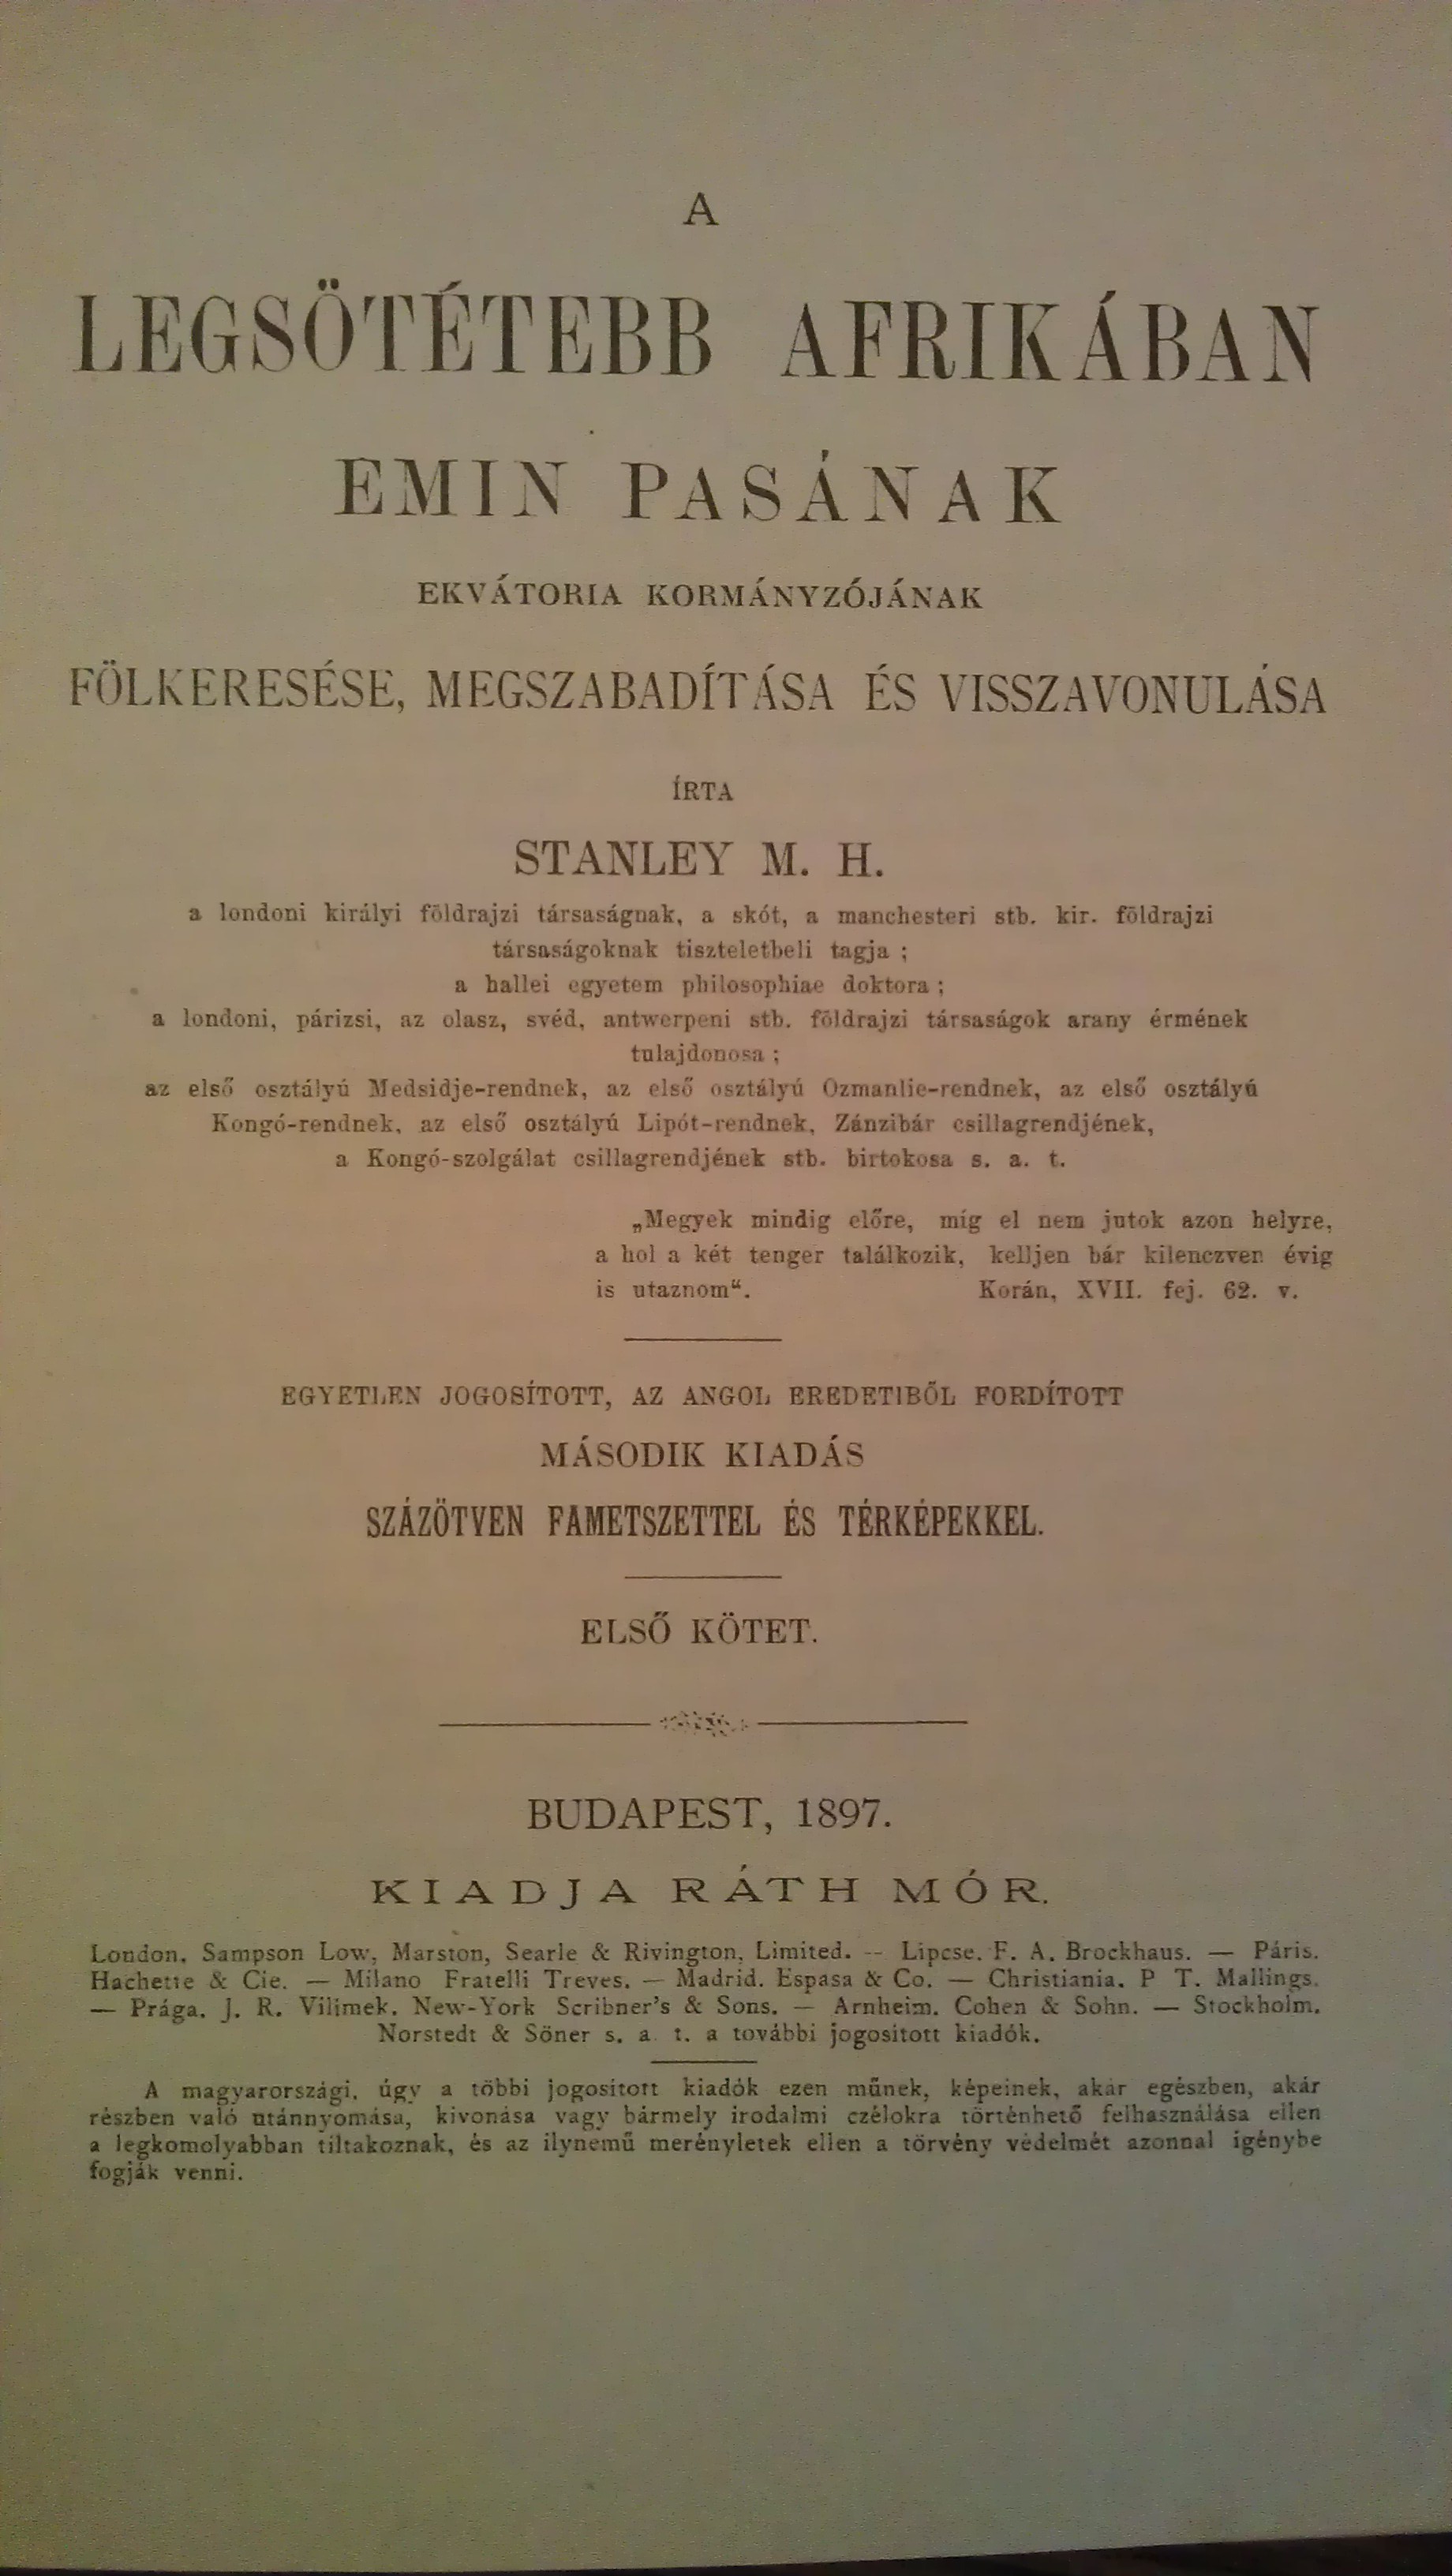 A
LEGSÖTÉTEBB AFRIKÁBAN
EMIN PASÁNAK
EKVÁTORIA KORMÁNYZÓJÁNAK
FÖLKERESÉSE, MEGSZABADÍTÁSA ÉS VISSZAVONULÁSA
ÍRTA
STANLEY M. H.
a londoni királyi földrajzi társaságnak, a skót, a manchesteri stb. kir. földrajzi
társaságoknak tiszteletbeli tagja ;
a hallei egyetem philosophiae doktora ;
a londoni, párizsi, az olasz, svéd, antwerpeni stb. földrajzi társaságok arany érmének
tulajdonosa ;
az első osztályú Medsidje-rendnek, az első osztályú Ozmanlie-rendnek, az első osztályú
Kongó-rendnek, az első osztályú Lipót-rendnek, Zánzibár csillagrendjének,
a Kongó-szolgálat csillagrendjének stb. birtokosa s. a. t.
„Megyek mindig előre, míg el nem jutok azon helyre,
a hol a két tenger találkozik, kelljen bár kilenczven évig
is utaznom“. Korán, XVII. fej. 62. v.
EGYETLEN JOGOSÍTOTT, AZ ANGOL EREDETIBŐL FORDÍTOTT
MÁSODIK KIADÁS
SZÁZÖTVEN FAMETSZETTEL ÉS TÉRKÉPEKKEL.
ELSŐ KÖTET.
BUDAPEST, 1897.
KIADJA RÁTH MÓR.
London. Sampson Low, Marston, Searle & Rivington, Limited. — Lipcse. F. A. Brockhaus. — Páris.
Hachette & Cie. — Milano Fratelli Treves. — Madrid. Espasa & Co. — Christiania. P T. Mallings.
— Prága. J. R. Vilimek. New-York Scribner's & Sons. — Arnheim. Cohen & Sohn. — Stockholm.
Norstedt & Söner s. a. t. a további jogosított kiadók.
A magyarországi, úgy a többi jogosított kiadók ezen műnek, képeinek, akár egészben, akár
részben való utánnyomása, kivonása vagy bármely irodalmi czélokra történhető felhasználása ellen
a legkomolyabban tiltakoznak, és az ilynemű merényletek ellen a törvény védelmét azonnal igénybe
fogják venni.